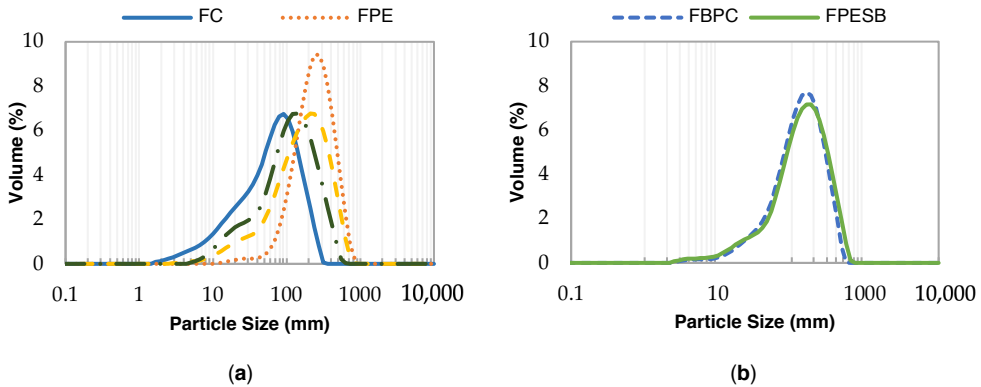 FC FPE
10
8
6
4
2
0
Volume (%)
0.1 1 10 100 1000 10,000
Particle Size (mm)
(a)
FBPC FPESB
10
8
6
4
2
0
Volume (%)
0.1 10 1000 10,000
Particle Size (mm)
(b)